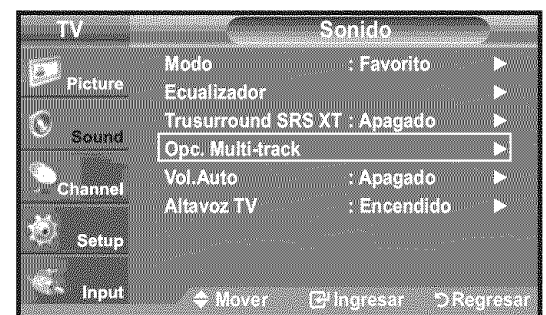 TV
Sonido
Picture
Sound
Channel
Setup
Input
Modo : Favorito
Ecualizador
Trusurround SRS XT : Apagado
Opc. Multi-track
Vol.Auto : Apagado
Altavoz TV : Encendido
Mover Ingresar Regresar